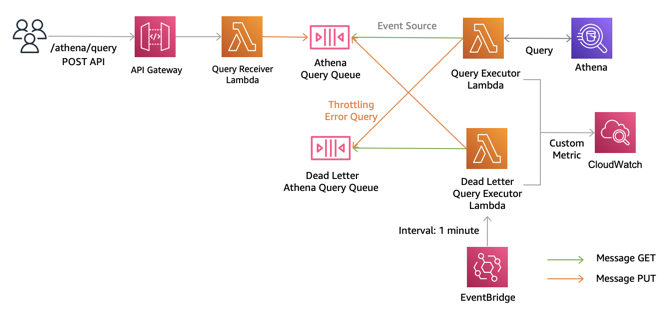 /athena/query
POST API
API Gateway
Query Receiver
Lambda
Athena
Query Queue
Event Source
Query Executor
Lambda
Query
Athena
Throttling
Error Query
Dead Letter
Athena Query Queue
Dead Letter
Query Executor
Lambda
Custom
Metric
CloudWatch
Interval: 1 minute
EventBridge
Message GET
Message PUT